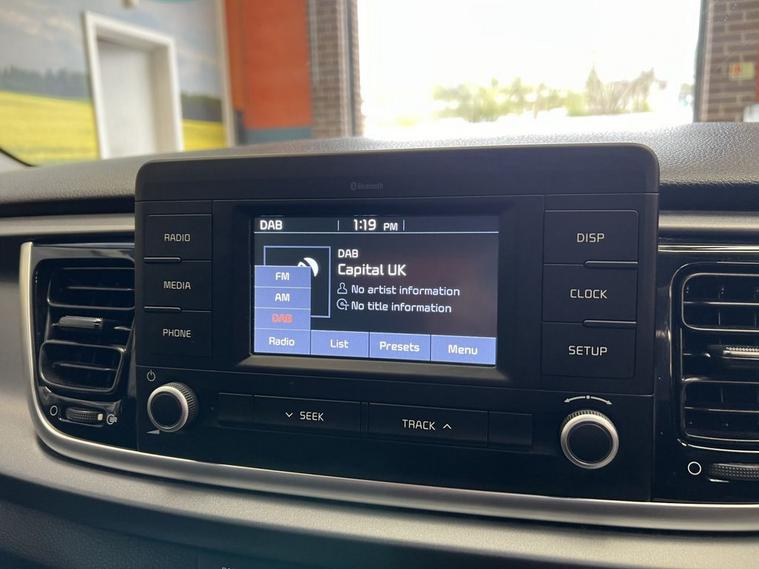 Bluetooth
RADIO
MEDIA
PHONE
DAB 1:19 PM
DAB
Capital UK
No artist information
No title information
FM
AM
DAB
Radio List Presets Menu
DISP
CLOCK
SETUP
SEEK
TRACK